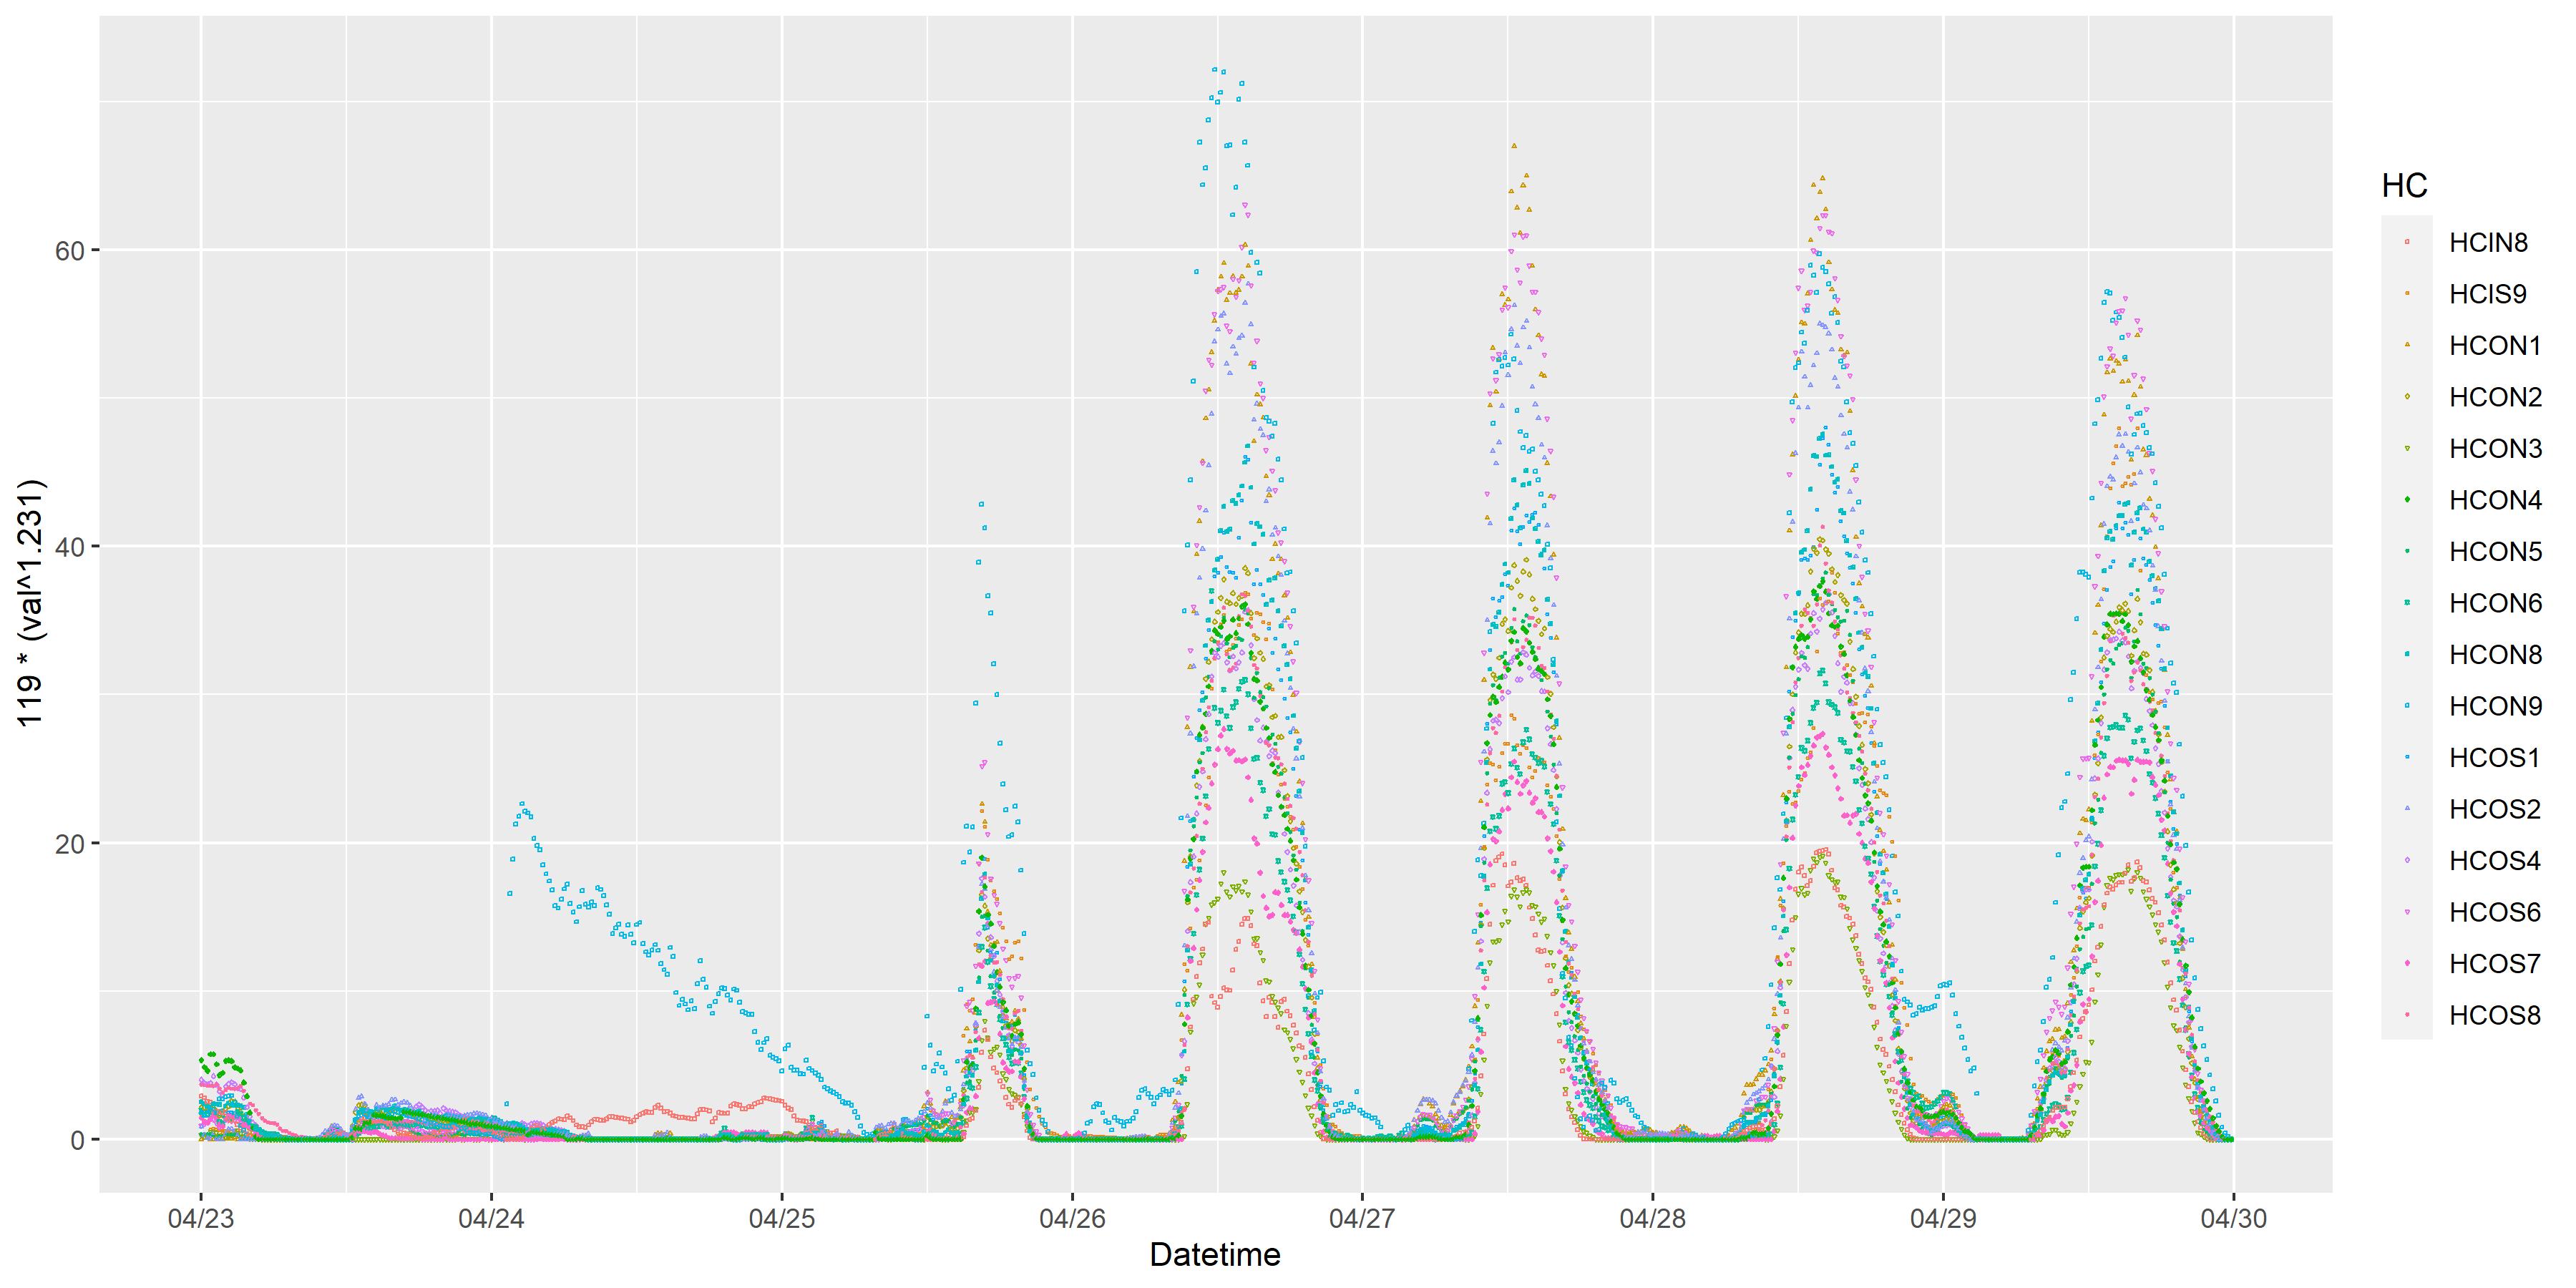 119 * (val^1.231)
60
40
20
0
04/23 04/24 04/25 04/26 04/27 04/28 04/29 04/30
Datetime
HC
HCIN8
HCIS9
HCON1
HCON2
HCON3
HCON4
HCON5
HCON6
HCON8
HCON9
HCOS1
HCOS2
HCOS4
HCOS6
HCOS7
HCOS8